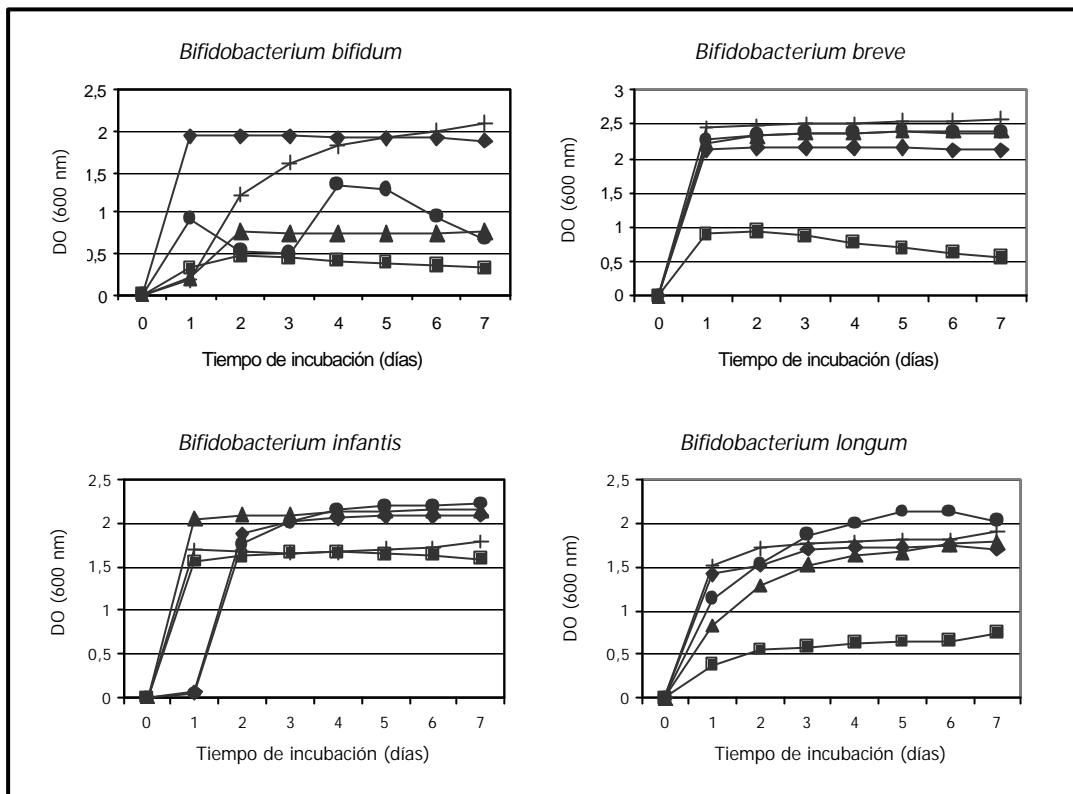 Bifidobacterium bifidum
2,5
2
1,5
1
0,5
0
DO (600 nm)
0 1 2 3 4 5 6 7
Tiempo de incubación (días)
Bifidobacterium breve
3
2,5
2
1,5
1
0,5
0
DO (600 nm)
0 1 2 3 4 5 6 7
Tiempo de incubación (días)
Bifidobacterium infantis
2,5
2
1,5
1
0,5
0
DO (600 nm)
0 1 2 3 4 5 6 7
Tiempo de incubación (días)
Bifidobacterium longum
2,5
2
1,5
1
0,5
0
DO (600 nm)
0 1 2 3 4 5 6 7
Tiempo de incubación (días)